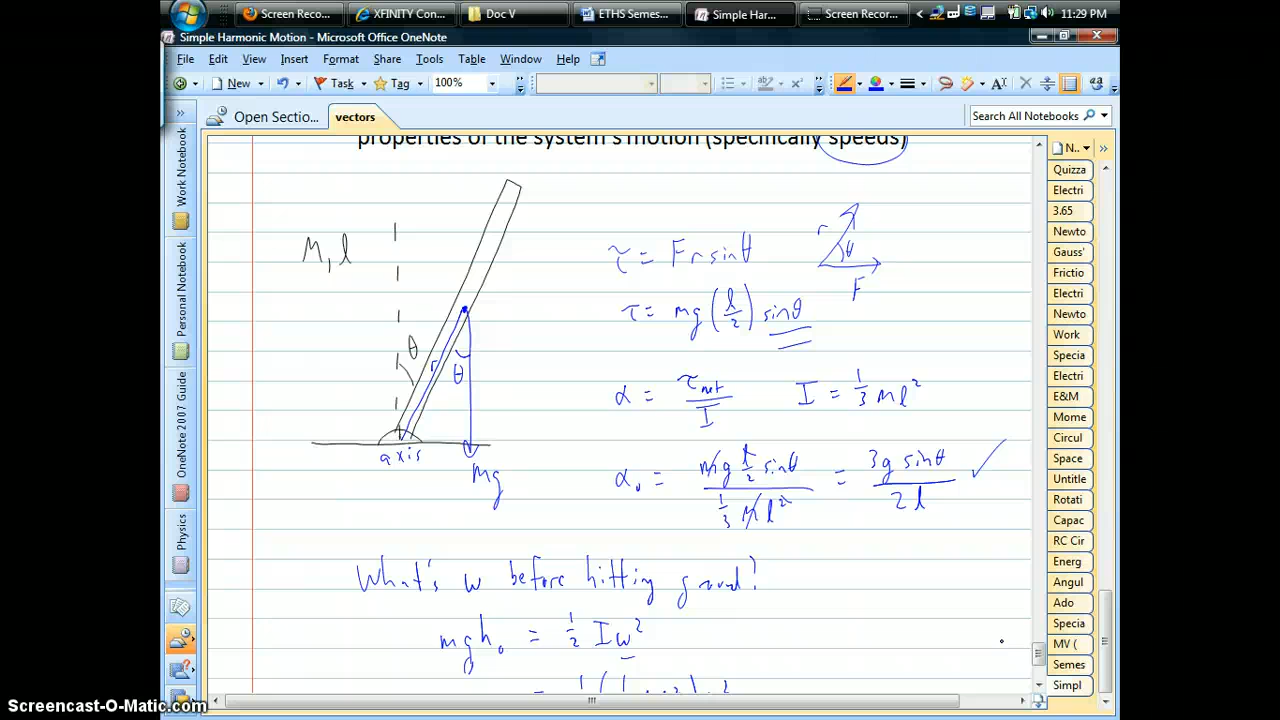 Screen Reco...
XFINITY Con...
Doc V
ETHS Semes...
Simple Har...
Screen Recor...
11:29 PM
Simple Harmonic Motion - Microsoft Office OneNote
File Edit View Insert Format Share Tools Table Window Help
New Task Tag 100%
Open Sectio... vectors Search All Notebooks
properties of the system's motion (specifically speeds)
M, l
θ
r
θ
axis
mg
τ = F r sinθ
r
θ
F
τ = mg (l/2) sinθ
α = τnet/I
I = 1/3 ml²
α₀ = mg l/2 sinθ / 1/3 ml² = 3g sinθ / 2l ✓
What's ω before hitting ground?
mgh₀ = 1/2 Iω²
Work Notebook
Personal Notebook
OneNote 2007 Guide
Physics
N..
Quizza
Electri
3.65
Newto
Gauss'
Frictio
Electri
Newto
Work
Specia
Electri
E&M
Mome
Circul
Space
Untitle
Rotati
Capac
RC Cir
Energ
Angul
Ado
Specia
MV (
Semes
Simpl
Screencast-O-Matic.com